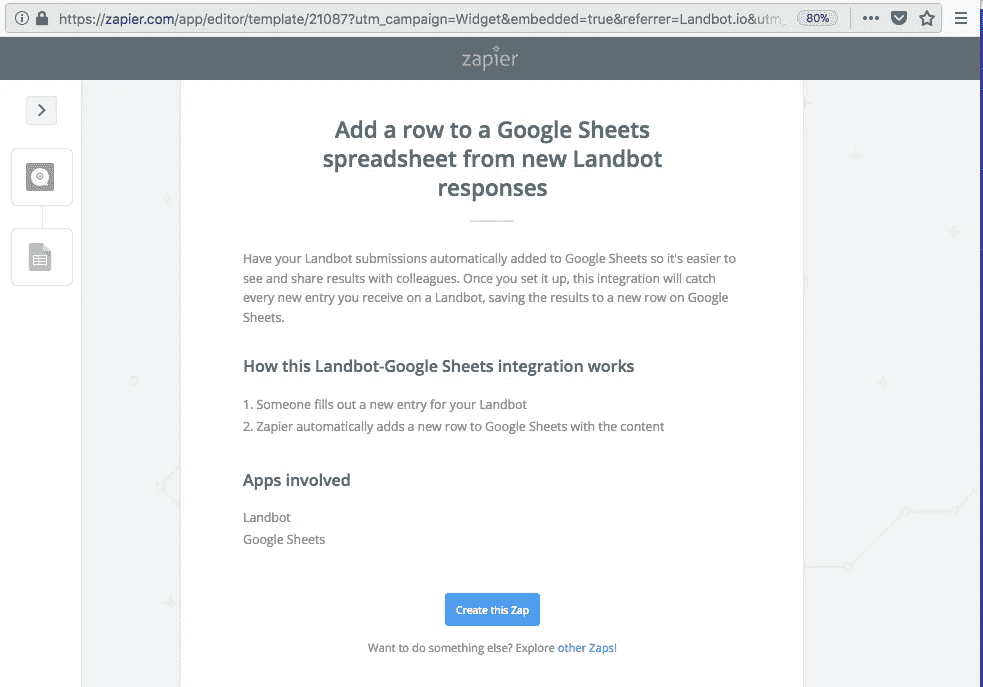 https://zapier.com/app/editor/template/21087?utm_campaign=Widget&embedded=true&referrer=Landbot.io&utm_
80%
zapier
Add a row to a Google Sheets
spreadsheet from new Landbot
responses
Have your Landbot submissions automatically added to Google Sheets so it's easier to
see and share results with colleagues. Once you set it up, this integration will catch
every new entry you receive on a Landbot, saving the results to a new row on Google
Sheets.
How this Landbot-Google Sheets integration works
1. Someone fills out a new entry for your Landbot
2. Zapier automatically adds a new row to Google Sheets with the content
Apps involved
Landbot
Google Sheets
Create this Zap
Want to do something else? Explore other Zaps!